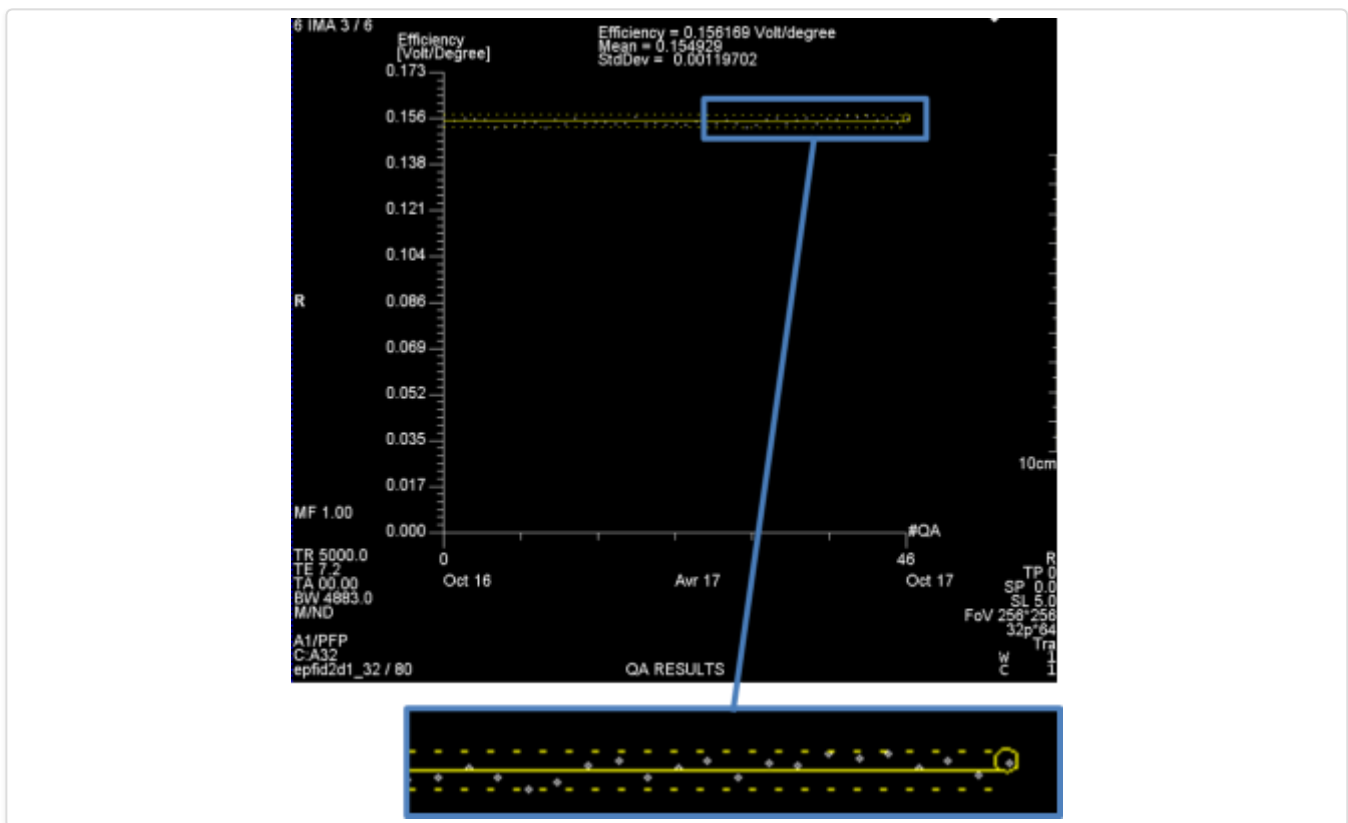 6 IMA 3 / 6
Efficiency
[Volt/Degree]
Efficiency = 0.156169 Volt/degree
Mean = 0.154929
StdDev = 0.00119702
0.173
0.156
0.138
0.121
0.104
R
0.086
0.069
0.052
0.035
10cm
0.017
MF 1.00
0.000
#QA
0
46
Oct 16
Avr 17
Oct 17
TR 5000.0
TE 7.2
TA 00.00
BW 4883.0
M/ND
R
TP 0
SP 0.0
SL 5.0
FoV 256*256
32p*64
Tra
W 1
C 1
A1/PFP
C:A32
epfid2d1_32 / 80
QA RESULTS